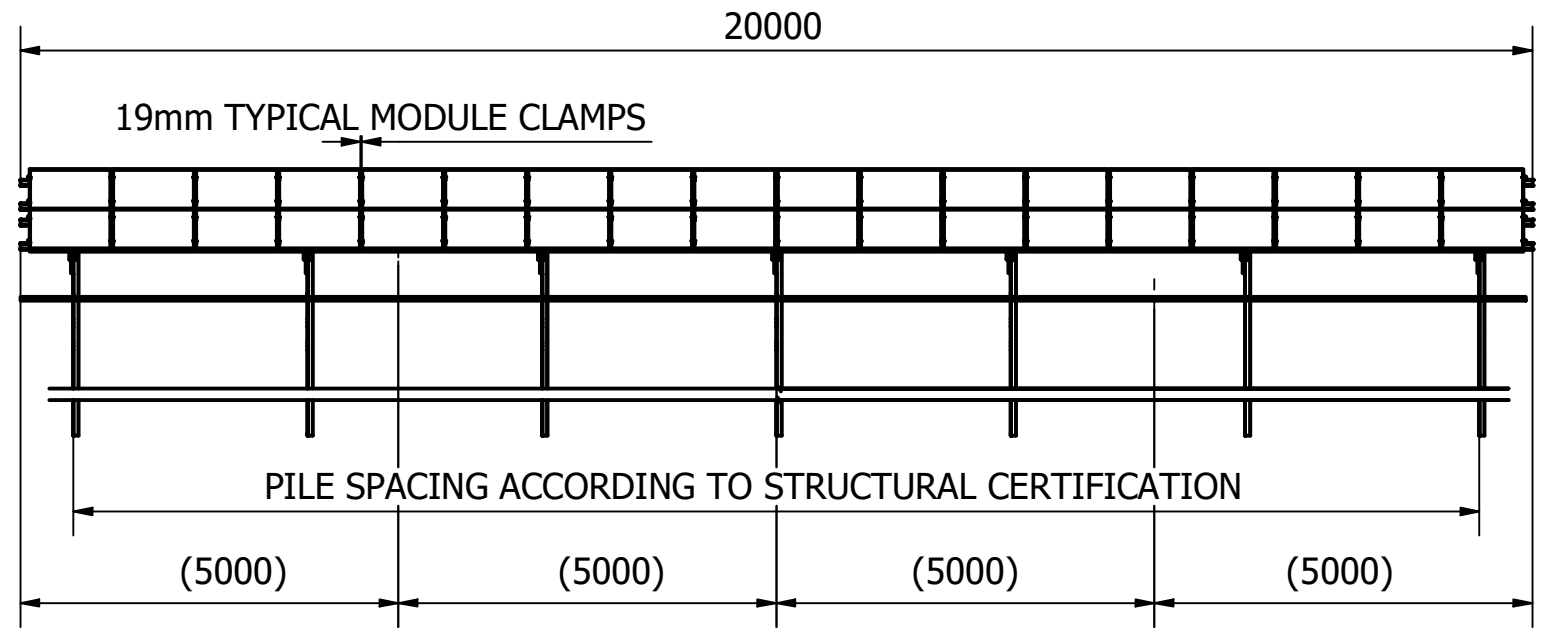 20000
19mm TYPICAL MODULE CLAMPS
PILE SPACING ACCORDING TO STRUCTURAL CERTIFICATION
(5000) (5000) (5000) (5000)